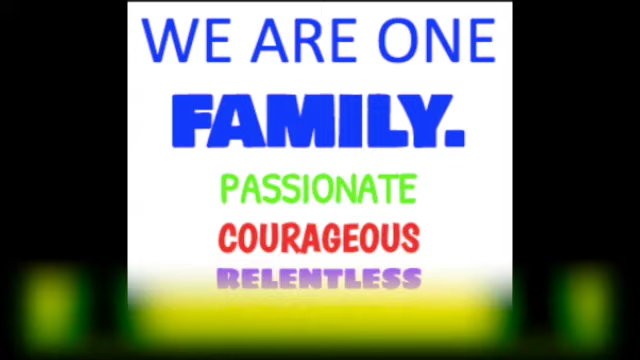 WE ARE ONE
FAMILY.
PASSIONATE
COURAGEOUS
RELENTLESS